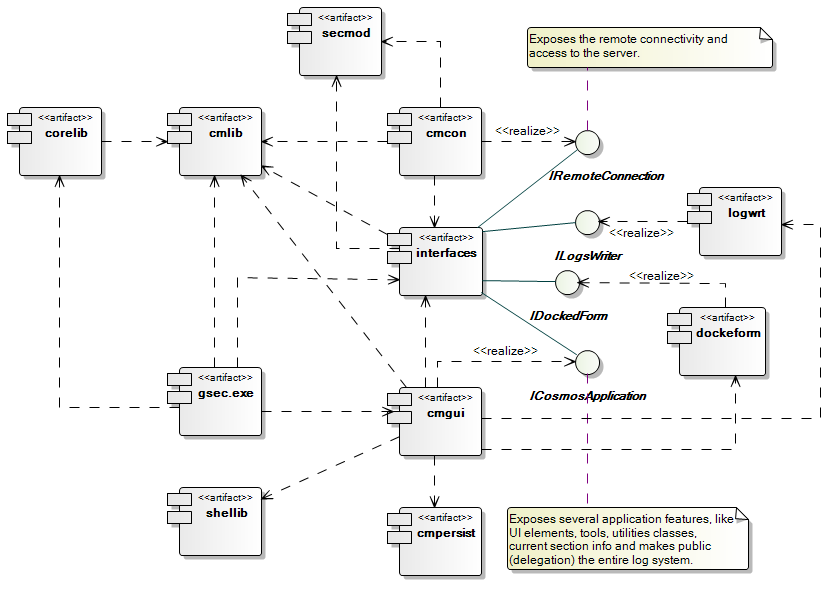 <<artifact>>
secmod
Exposes the remote connectivity and
access to the server.
<<artifact>>
corelib
<<artifact>>
cmlib
<<artifact>>
cmcon
<<realize>>
IRemoteConnection
<<artifact>>
logwrt
<<realize>>
<<artifact>>
interfaces
ILogsWriter
<<realize>>
IDockedForm
<<artifact>>
dockeform
<<realize>>
<<artifact>>
gsec.exe
<<artifact>>
cmgui
ICosmosApplication
<<artifact>>
shellib
<<artifact>>
cmpersist
Exposes several application features, like
UI elements, tools, utilities classes,
current section info and makes public
(delegation) the entire log system.